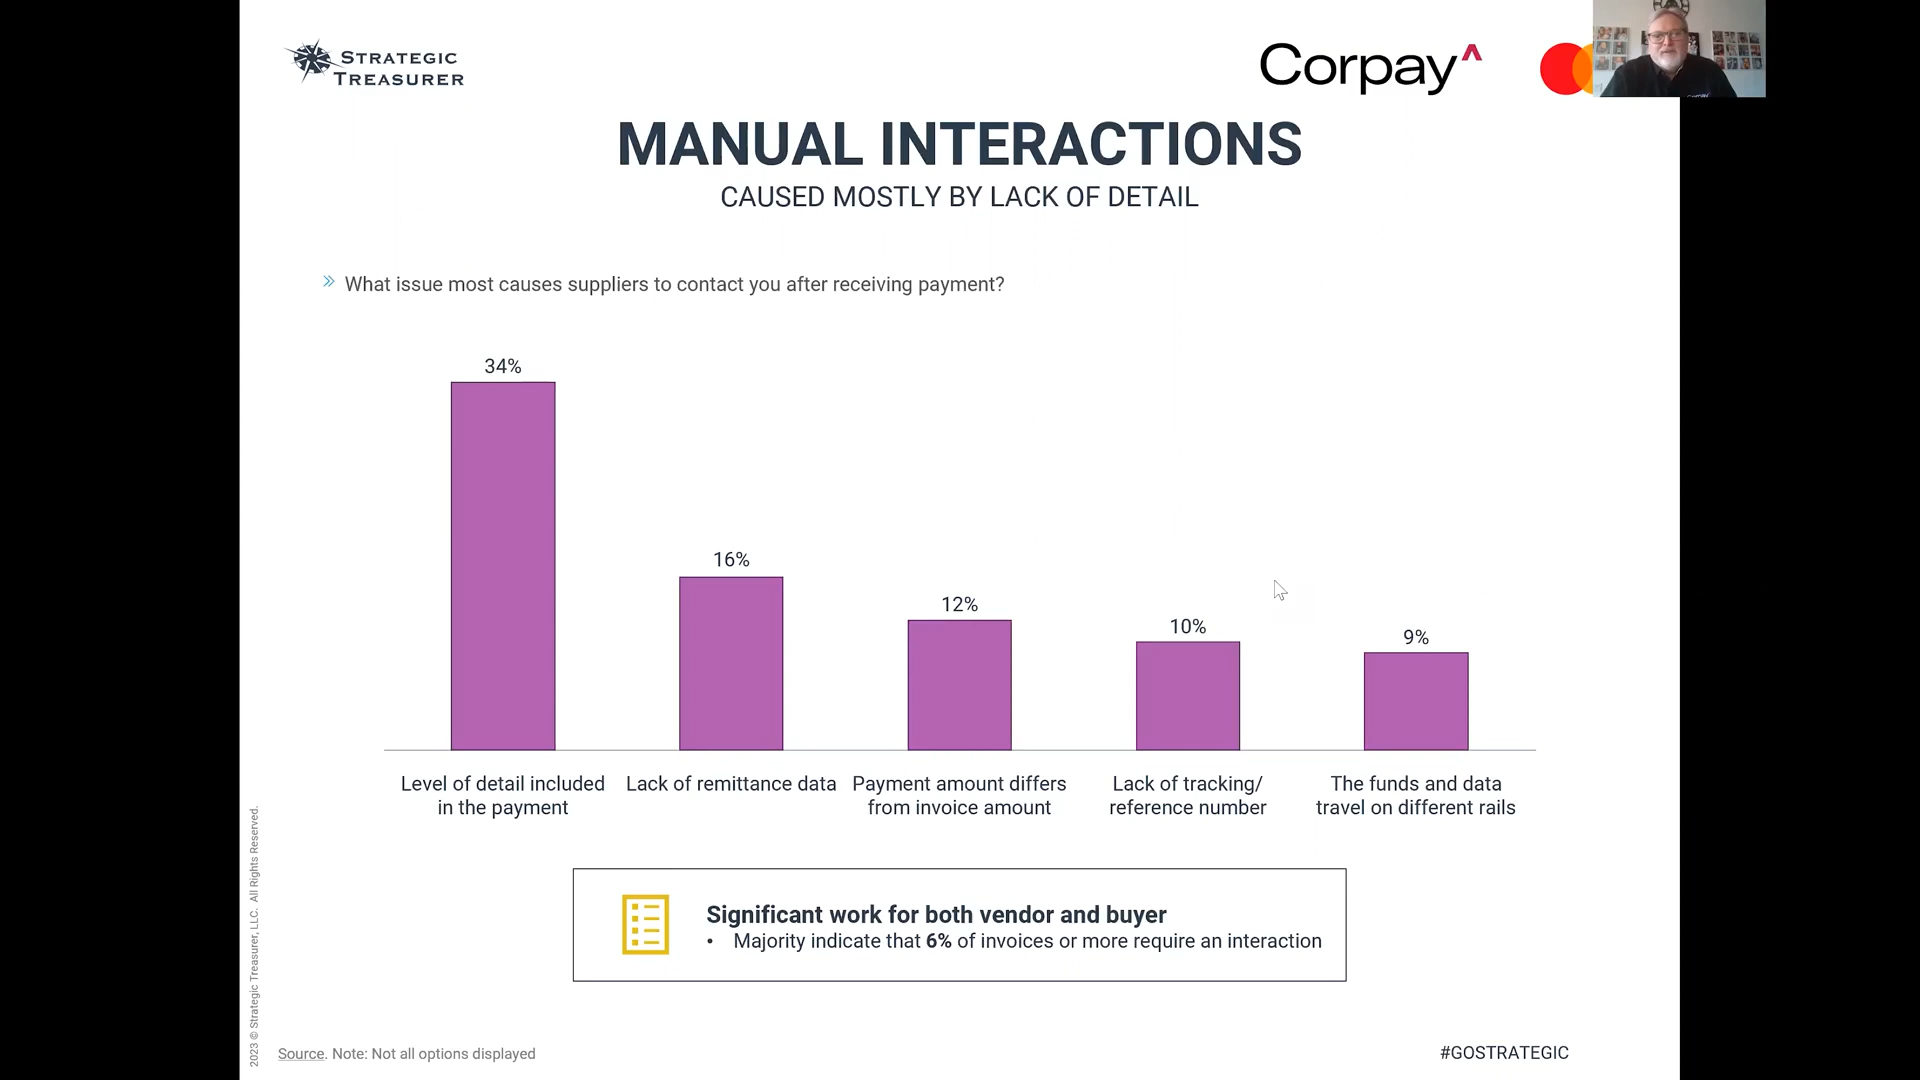 STRATEGIC
TREASURER
Corpay^
MANUAL INTERACTIONS
CAUSED MOSTLY BY LACK OF DETAIL
» What issue most causes suppliers to contact you after receiving payment?
34%
16%
12%
10%
9%
Level of detail included
in the payment
Lack of remittance data
Payment amount differs
from invoice amount
Lack of tracking/
reference number
The funds and data
travel on different rails
Significant work for both vendor and buyer
• Majority indicate that 6% of invoices or more require an interaction
2023 © Strategic Treasurer, LLC. All Rights Reserved.
Source. Note: Not all options displayed
#GOSTRATEGIC